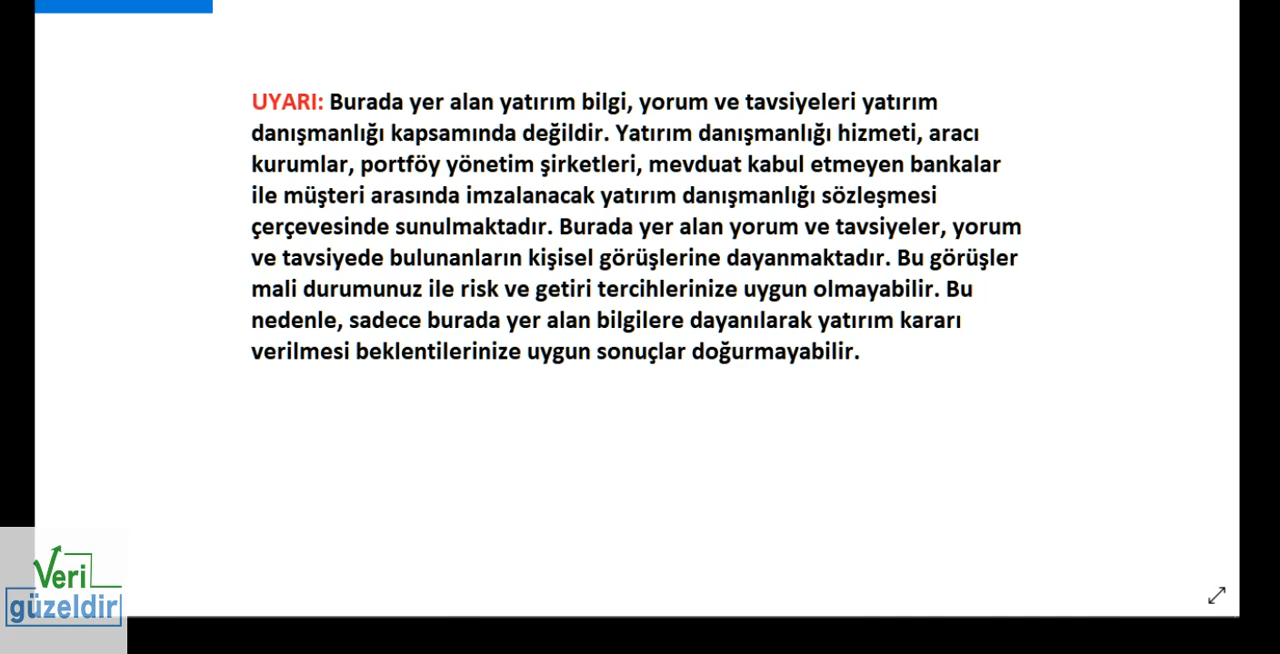 UYARI: Burada yer alan yatırım bilgi, yorum ve tavsiyeleri yatırım
danışmanlığı kapsamında değildir. Yatırım danışmanlığı hizmeti, aracı
kurumlar, portföy yönetim şirketleri, mevduat kabul etmeyen bankalar
ile müşteri arasında imzalanacak yatırım danışmanlığı sözleşmesi
çerçevesinde sunulmaktadır. Burada yer alan yorum ve tavsiyeler, yorum
ve tavsiyede bulunanların kişisel görüşlerine dayanmaktadır. Bu görüşler
mali durumunuz ile risk ve getiri tercihlerinize uygun olmayabilir. Bu
nedenle, sadece burada yer alan bilgilere dayanılarak yatırım kararı
verilmesi beklentilerinize uygun sonuçlar doğurmayabilir.
Veri
güzeldir